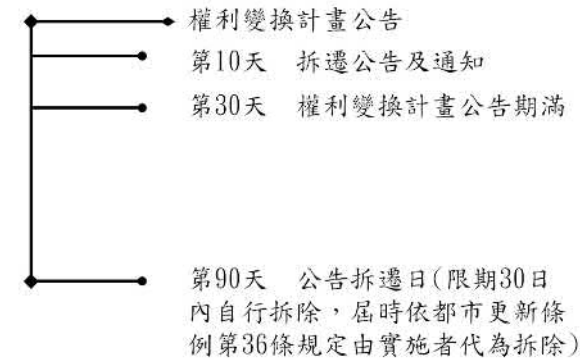 權利變換計畫公告
第10天　拆遷公告及通知
第30天　權利變換計畫公告期滿
第90天　公告拆遷日(限期30日
內自行拆除，屆時依都市更新條
例第36條規定由實施者代為拆除)